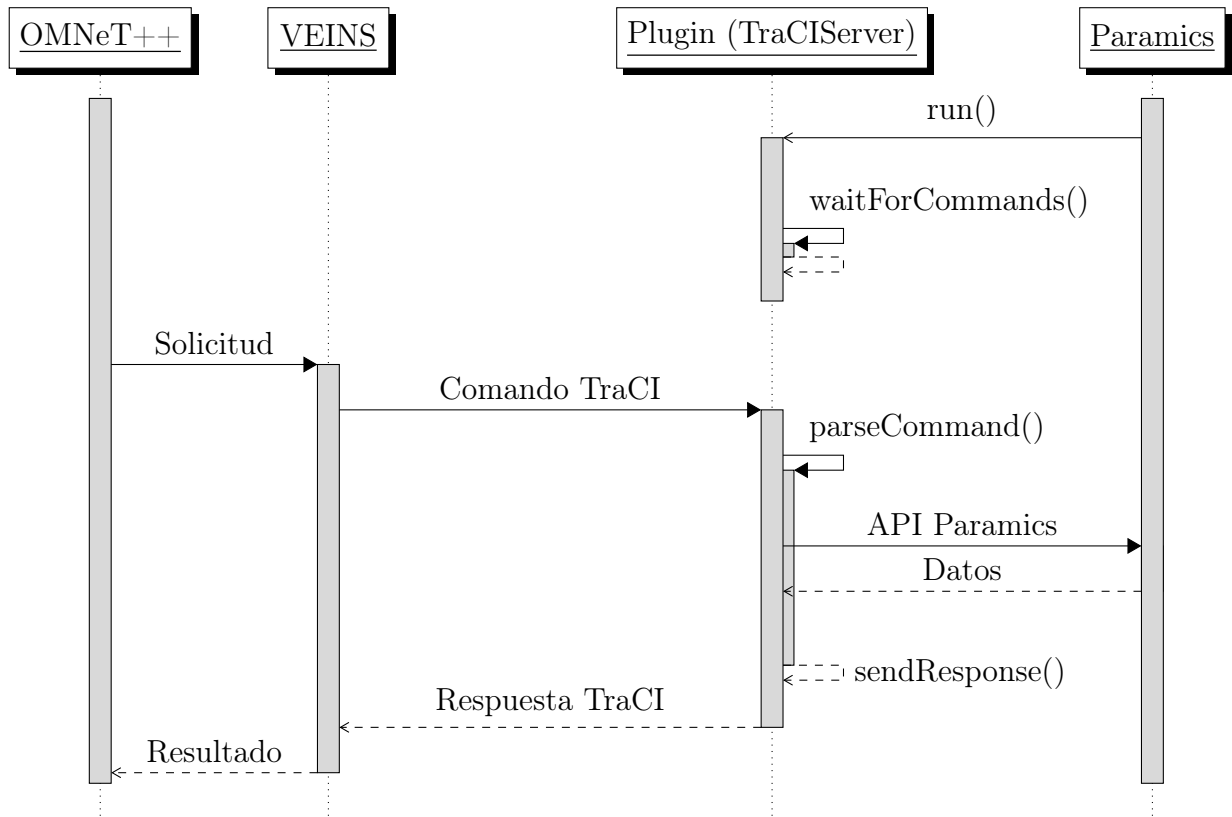 OMNeT++
VEINS
Plugin (TraCIServer)
Paramics
run()
waitForCommands()
Solicitud
Comando TraCI
parseCommand()
API Paramics
Datos
sendResponse()
Respuesta TraCI
Resultado